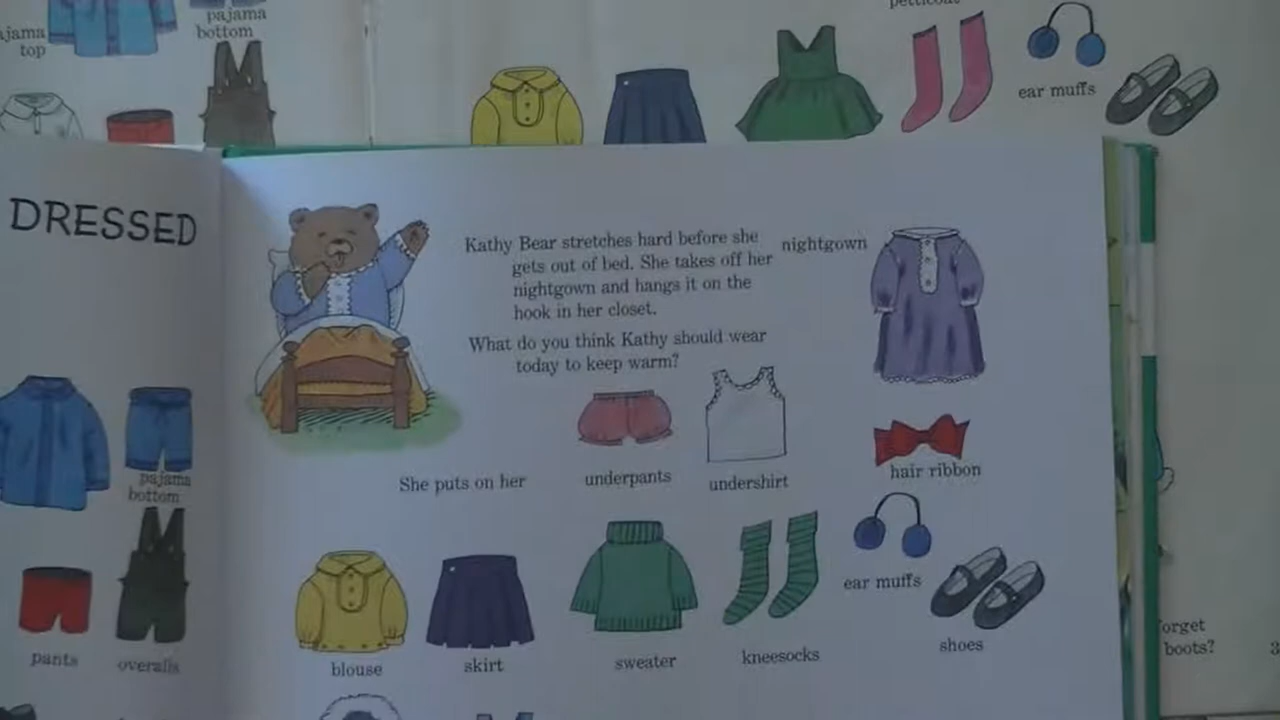 pajama
top
pajama
bottom
ear muffs
DRESSED
Kathy Bear stretches hard before she
gets out of bed. She takes off her
nightgown and hangs it on the
hook in her closet.
What do you think Kathy should wear
today to keep warm?
nightgown
pajama
bottom
She puts on her
underpants
undershirt
hair ribbon
pants
overalls
blouse
skirt
sweater
kneesocks
ear muffs
shoes
boots?